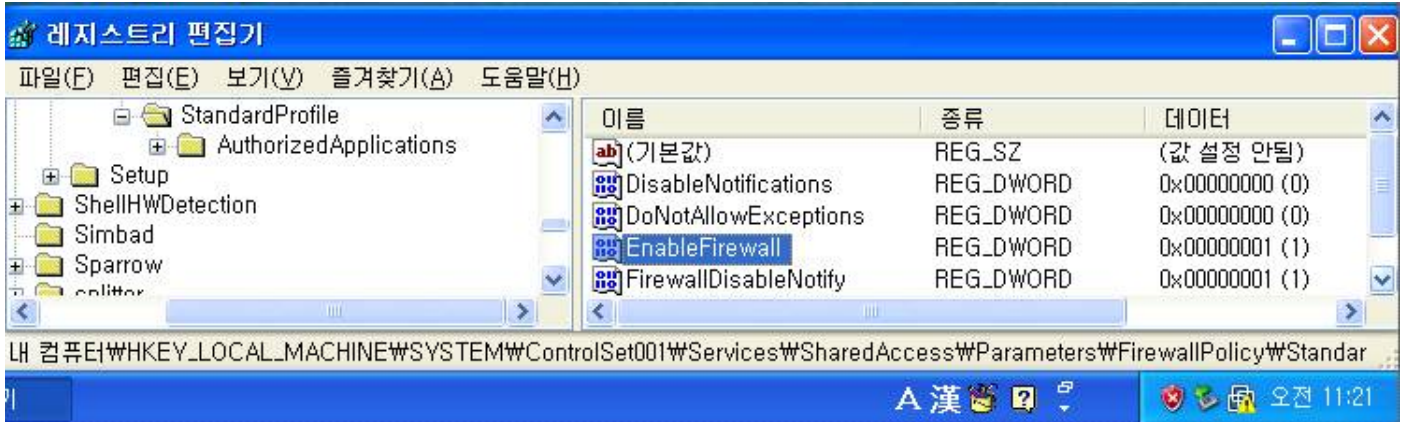 레지스트리 편집기
파일(F) 편집(E) 보기(V) 즐겨찾기(A) 도움말(H)
StandardProfile
AuthorizedApplications
Setup
ShellHWDetection
Simbad
Sparrow
splitter
이름 종류 데이터
(기본값) REG_SZ (값 설정 안됨)
DisableNotifications REG_DWORD 0x00000000 (0)
DoNotAllowExceptions REG_DWORD 0x00000000 (0)
EnableFirewall REG_DWORD 0x00000001 (1)
FirewallDisableNotify REG_DWORD 0x00000001 (1)
내 컴퓨터₩HKEY_LOCAL_MACHINE₩SYSTEM₩ControlSet001₩Services₩SharedAccess₩Parameters₩FirewallPolicy₩Standar
기 A 漢 오전 11:21